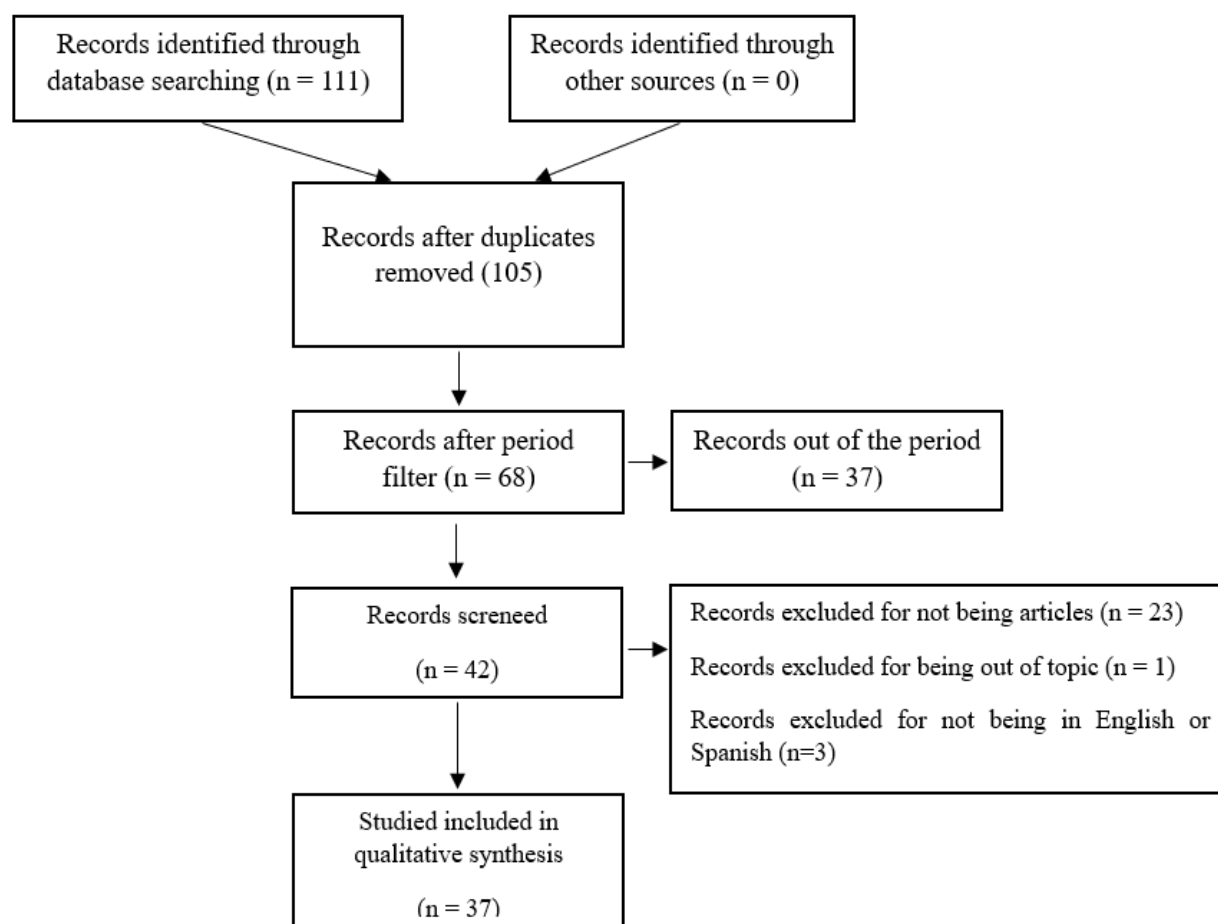 Records identified through
database searching (n = 111)
Records identified through
other sources (n = 0)
Records after duplicates
removed (105)
Records after period
filter (n = 68)
Records out of the period
(n = 37)
Records screneed
(n = 42)
Records excluded for not being articles (n = 23)
Records excluded for being out of topic (n = 1)
Records excluded for not being in English or
Spanish (n=3)
Studied included in
qualitative synthesis
(n = 37)